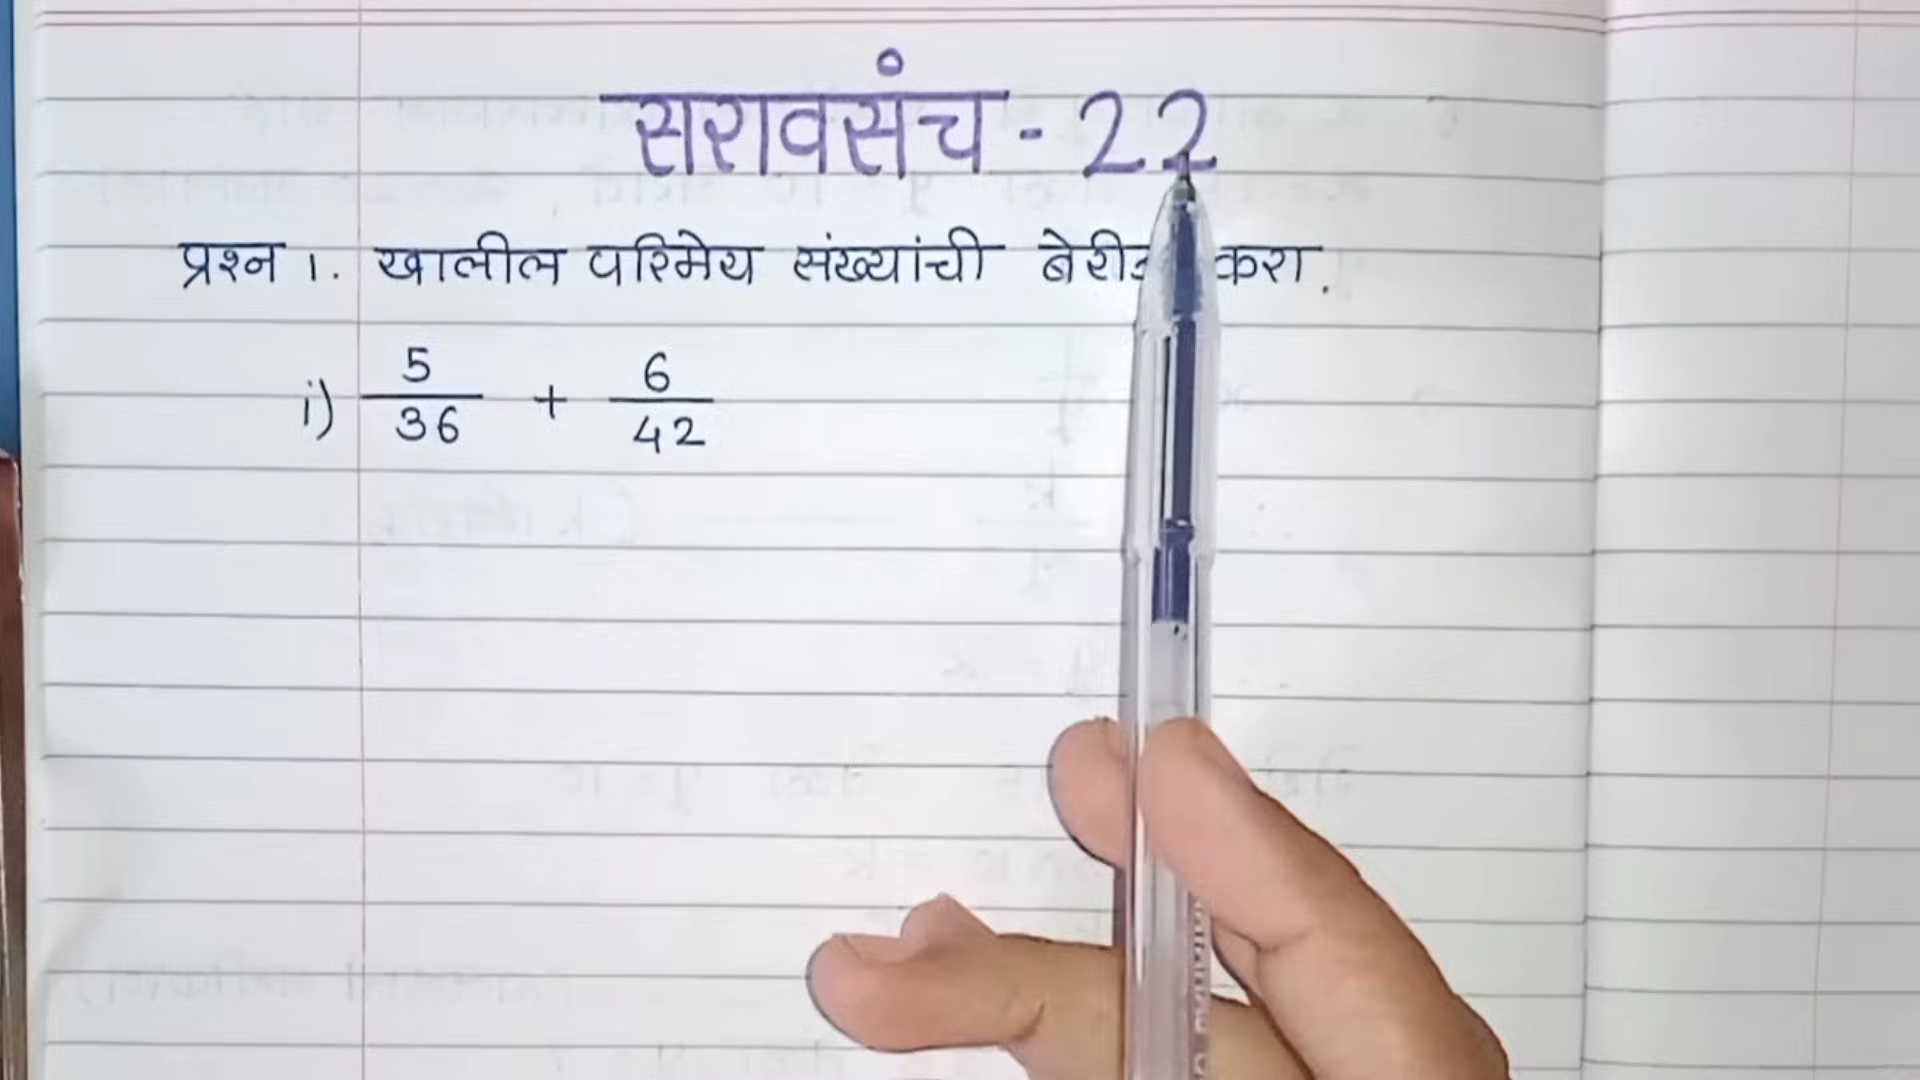 सरावसंच - 22
प्रश्न 1. खालील परिमेय संख्यांची करा.
i) 5/36 + 6/42